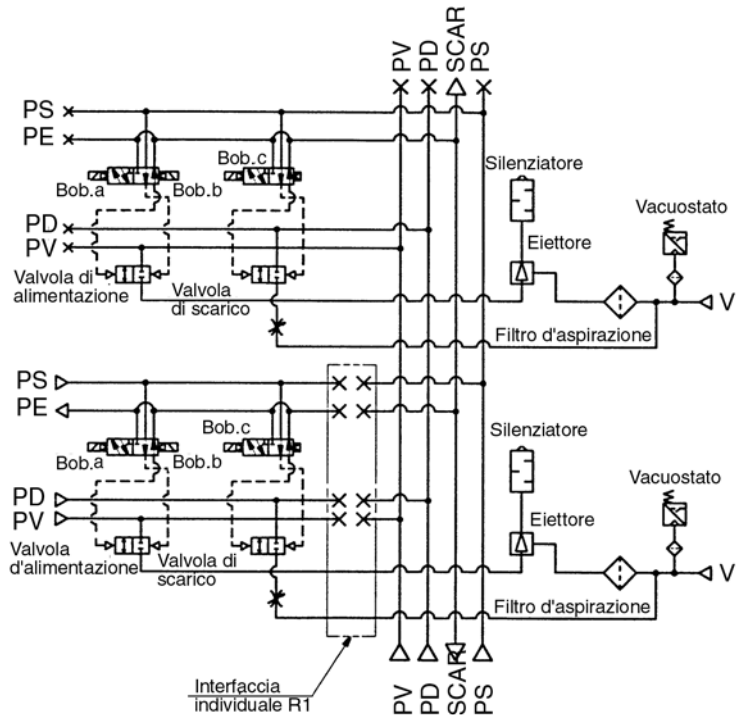 PV
PD
SCAR
PS
PS
PE
Bob.a
Bob.b
Bob.c
PD
PV
Valvola di
alimentazione
Valvola
di scarico
Silenziatore
Eiettore
Vacuostato
V
Filtro d'aspirazione
PS
PE
Bob.a
Bob.b
Bob.c
PD
PV
Valvola
d'alimentazione
Valvola di
scarico
Silenziatore
Eiettore
Vacuostato
V
Filtro d'aspirazione
Interfaccia
individuale R1
PV
PD
SCAR
PS